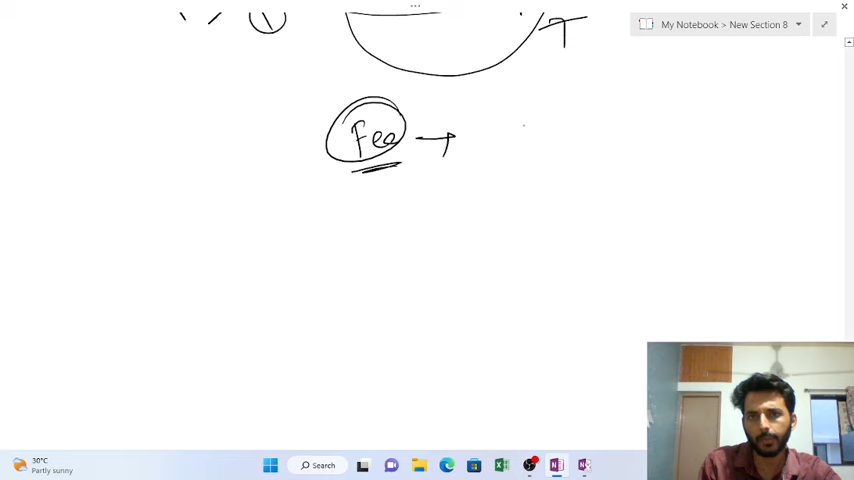 My Notebook > New Section 8
T
Fee →
30°C
Partly sunny
Search